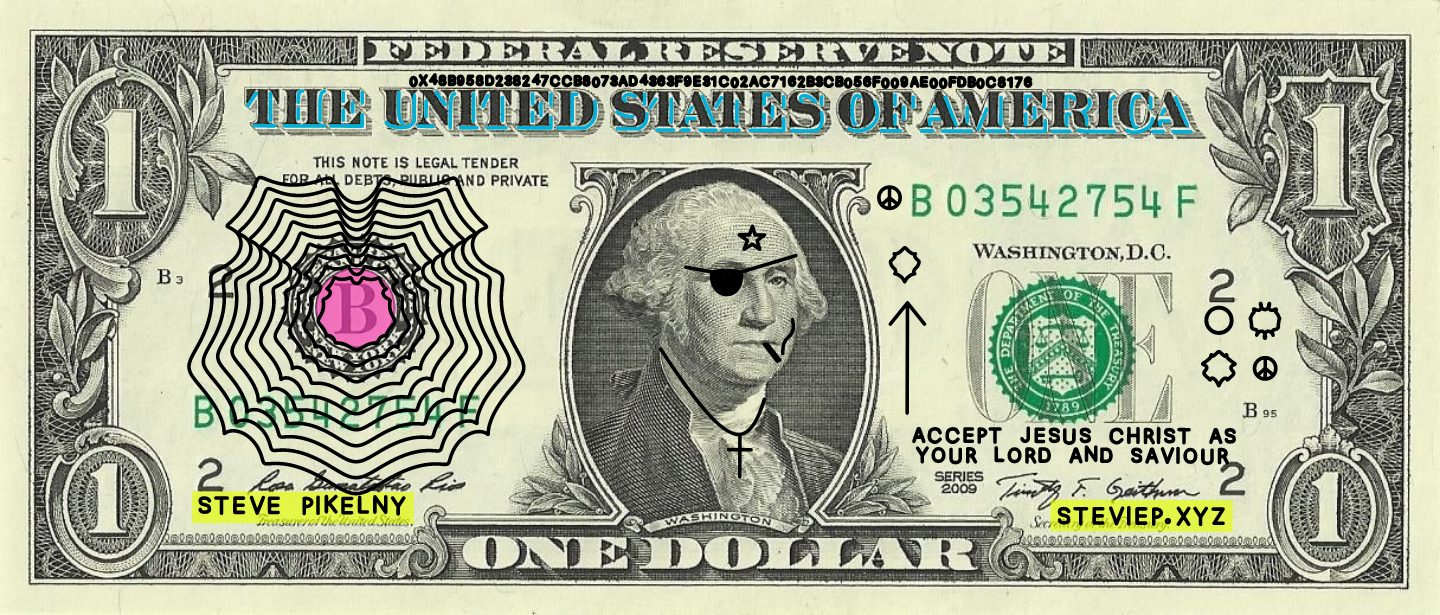 FEDERAL RESERVE NOTE
THE UNITED STATES OF AMERICA
THIS NOTE IS LEGAL TENDER
FOR ALL DEBTS, PUBLIC AND PRIVATE
1
1
B 03542754 F
WASHINGTON, D.C.
B 3
2
B
ONE
THE DEPARTMENT OF THE TREASURY
1789
2
B 03542754 F
B 95
ACCEPT JESUS CHRIST AS
YOUR LORD AND SAVIOUR
2
SERIES
2009
2
STEVE PIKELNY
STEVIEP.XYZ
Treasurer of the United States.
WASHINGTON
1
ONE DOLLAR
1